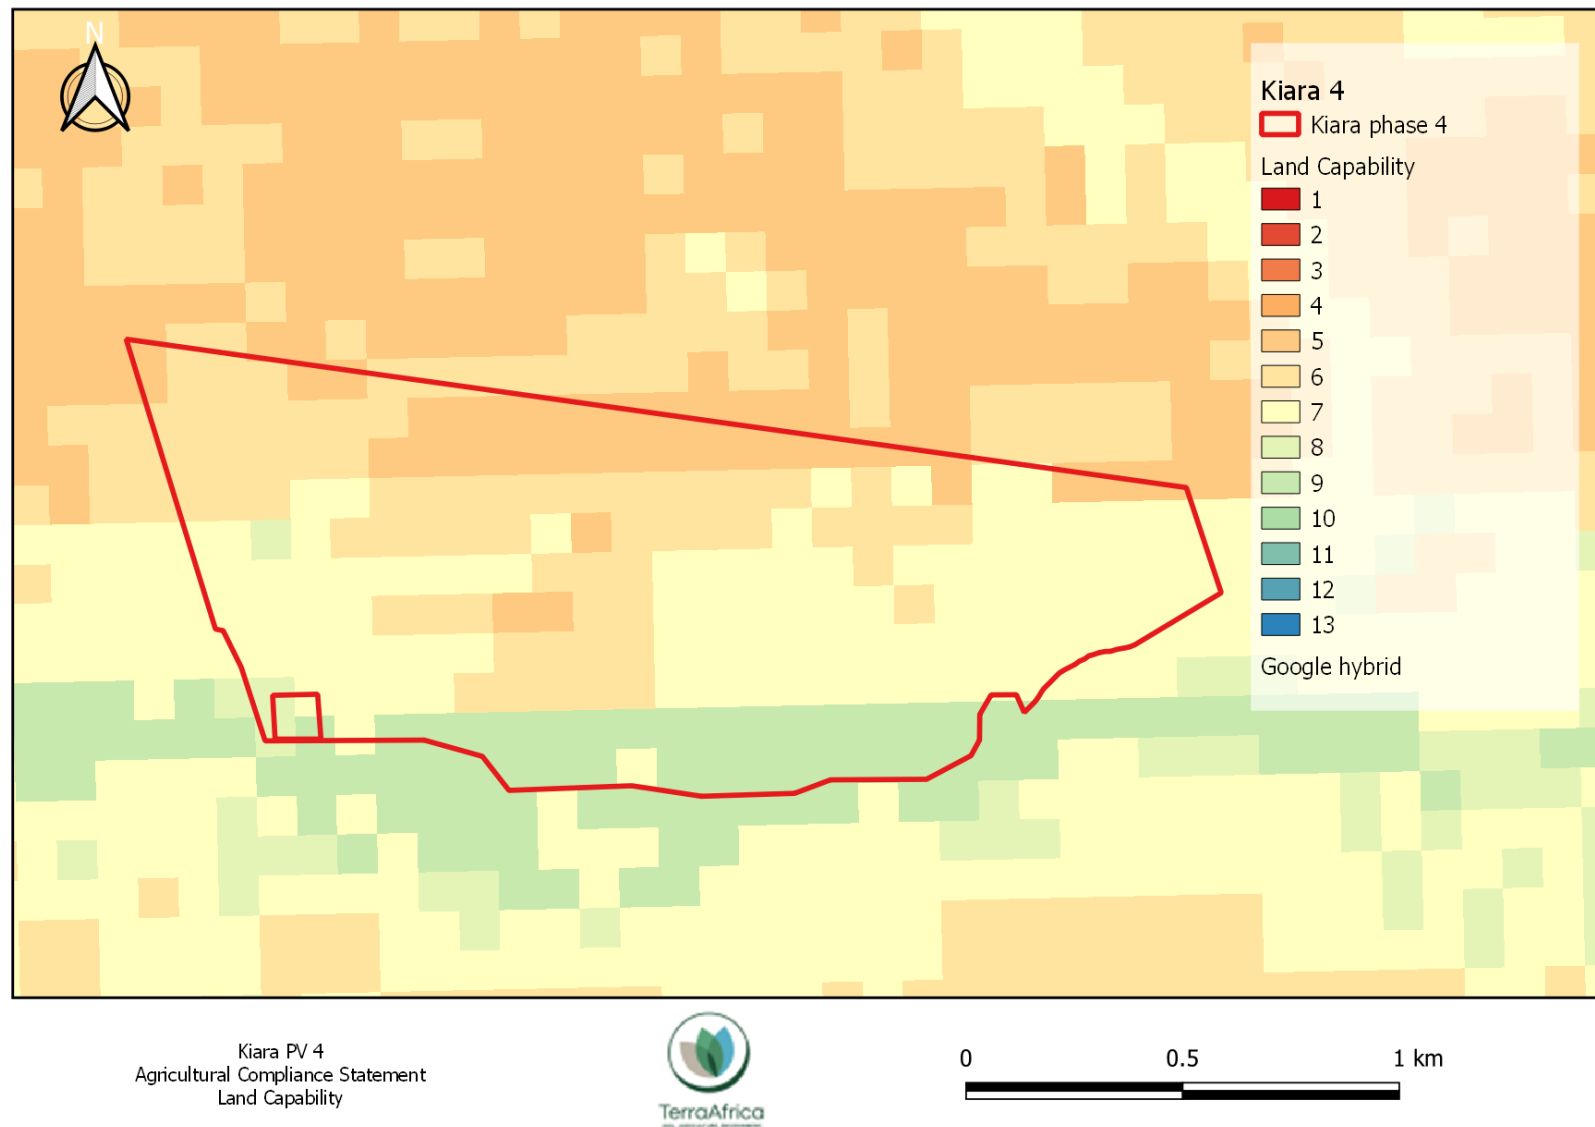 N
Kiara 4
Kiara phase 4
Land Capability
1
2
3
4
5
6
7
8
9
10
11
12
13
Google hybrid
Kiara PV 4
Agricultural Compliance Statement
Land Capability
TerraAfrica
0 0.5 1 km